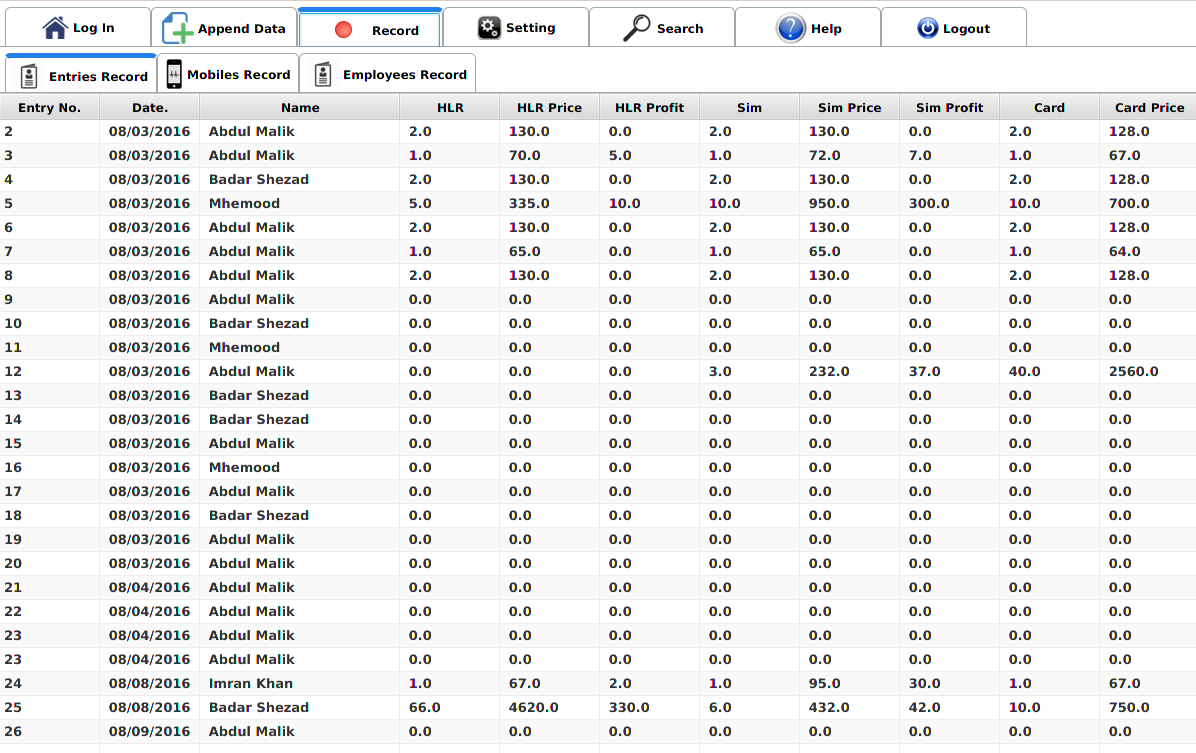 Log In Append Data Record Setting Search Help Logout
Entries Record Mobiles Record Employees Record
Entry No. Date. Name HLR HLR Price HLR Profit Sim Sim Price Sim Profit Card Card Price
2 08/03/2016 Abdul Malik 2.0 130.0 0.0 2.0 130.0 0.0 2.0 128.0
3 08/03/2016 Abdul Malik 1.0 70.0 5.0 1.0 72.0 7.0 1.0 67.0
4 08/03/2016 Badar Shezad 2.0 130.0 0.0 2.0 130.0 0.0 2.0 128.0
5 08/03/2016 Mhemood 5.0 335.0 10.0 10.0 950.0 300.0 10.0 700.0
6 08/03/2016 Abdul Malik 2.0 130.0 0.0 2.0 130.0 0.0 2.0 128.0
7 08/03/2016 Abdul Malik 1.0 65.0 0.0 1.0 65.0 0.0 1.0 64.0
8 08/03/2016 Abdul Malik 2.0 130.0 0.0 2.0 130.0 0.0 2.0 128.0
9 08/03/2016 Abdul Malik 0.0 0.0 0.0 0.0 0.0 0.0 0.0 0.0
10 08/03/2016 Badar Shezad 0.0 0.0 0.0 0.0 0.0 0.0 0.0 0.0
11 08/03/2016 Mhemood 0.0 0.0 0.0 0.0 0.0 0.0 0.0 0.0
12 08/03/2016 Abdul Malik 0.0 0.0 0.0 3.0 232.0 37.0 40.0 2560.0
13 08/03/2016 Badar Shezad 0.0 0.0 0.0 0.0 0.0 0.0 0.0 0.0
14 08/03/2016 Badar Shezad 0.0 0.0 0.0 0.0 0.0 0.0 0.0 0.0
15 08/03/2016 Abdul Malik 0.0 0.0 0.0 0.0 0.0 0.0 0.0 0.0
16 08/03/2016 Mhemood 0.0 0.0 0.0 0.0 0.0 0.0 0.0 0.0
17 08/03/2016 Abdul Malik 0.0 0.0 0.0 0.0 0.0 0.0 0.0 0.0
18 08/03/2016 Badar Shezad 0.0 0.0 0.0 0.0 0.0 0.0 0.0 0.0
19 08/03/2016 Abdul Malik 0.0 0.0 0.0 0.0 0.0 0.0 0.0 0.0
20 08/03/2016 Abdul Malik 0.0 0.0 0.0 0.0 0.0 0.0 0.0 0.0
21 08/04/2016 Abdul Malik 0.0 0.0 0.0 0.0 0.0 0.0 0.0 0.0
22 08/04/2016 Abdul Malik 0.0 0.0 0.0 0.0 0.0 0.0 0.0 0.0
23 08/04/2016 Abdul Malik 0.0 0.0 0.0 0.0 0.0 0.0 0.0 0.0
23 08/04/2016 Abdul Malik 0.0 0.0 0.0 0.0 0.0 0.0 0.0 0.0
24 08/08/2016 Imran Khan 1.0 67.0 2.0 1.0 95.0 30.0 1.0 67.0
25 08/08/2016 Badar Shezad 66.0 4620.0 330.0 6.0 432.0 42.0 10.0 750.0
26 08/09/2016 Abdul Malik 0.0 0.0 0.0 0.0 0.0 0.0 0.0 0.0